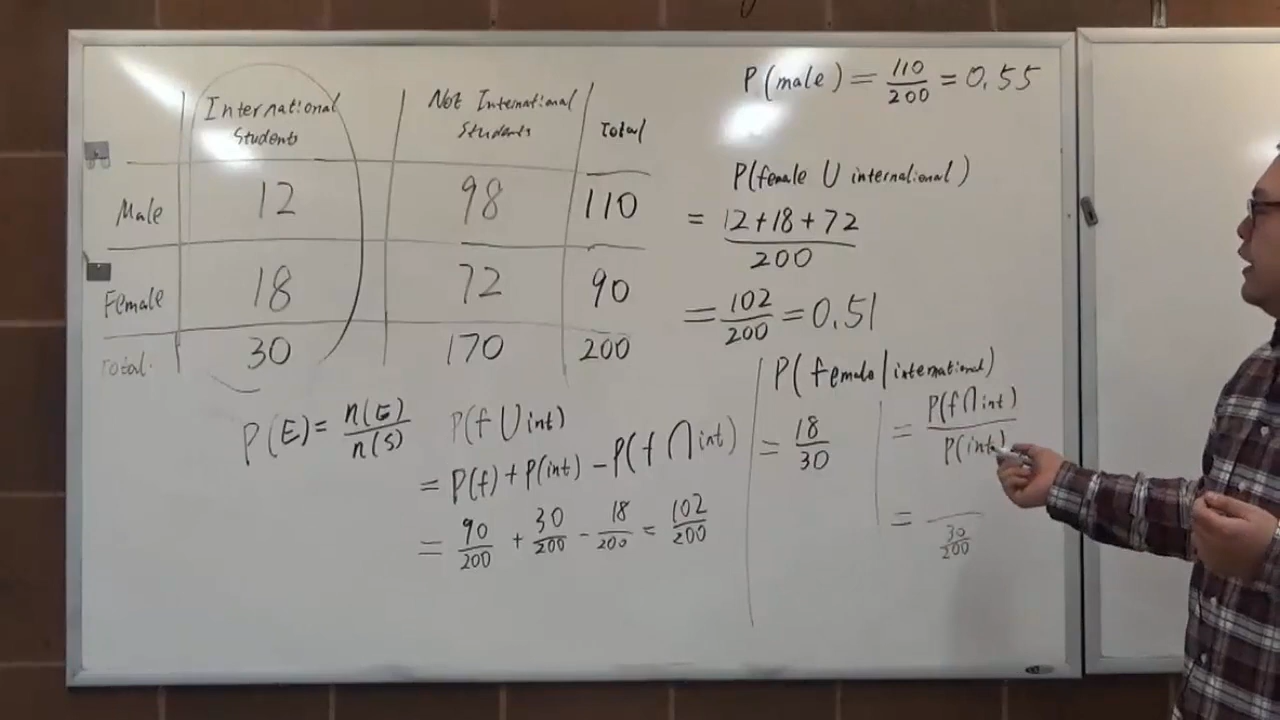 International Students | Not International Students | Total
Male 12 98 110
Female 18 72 90
Total 30 170 200
P(male) = 110/200 = 0.55
P(female ∪ international)
= (12+18+72)/200
= 102/200 = 0.51
P(E) = n(E)/n(S)
P(f ∪ int)
= P(f) + P(int) - P(f ∩ int)
= 90/200 + 30/200 - 18/200 = 102/200
P(female | international)
= 18/30
= P(f ∩ int)/P(int)
= /(30/200)